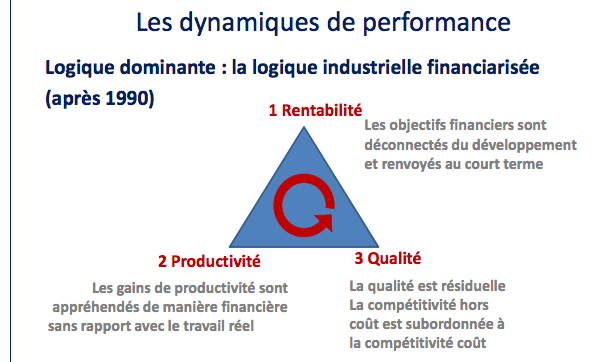 Les dynamiques de performance
Logique dominante : la logique industrielle financiarisée
(après 1990)
1 Rentabilité
Les objectifs financiers sont
déconnectés du développement
et renvoyés au court terme
2 Productivité
Les gains de productivité sont
appréhendés de manière financière
sans rapport avec le travail réel
3 Qualité
La qualité est résiduelle
La compétitivité hors
coût est subordonnée à
la compétitivité coût